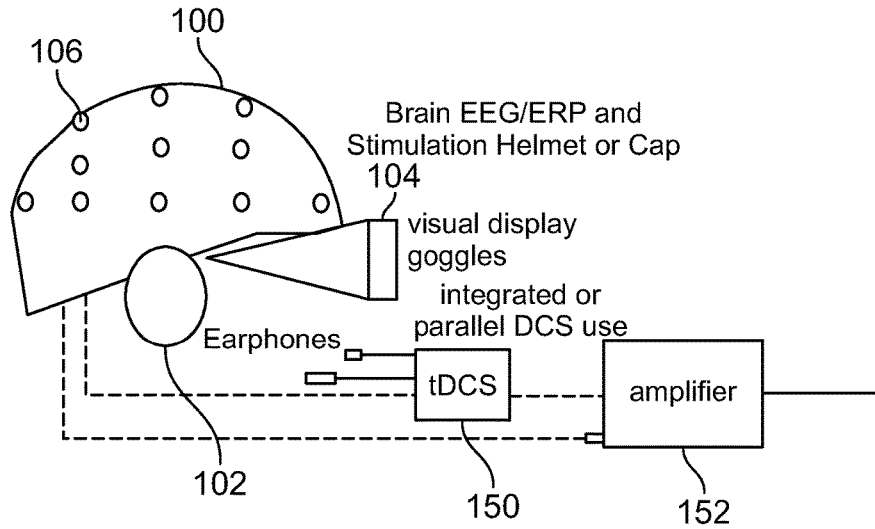 100
106
Brain EEG/ERP and
Stimulation Helmet or Cap
104
visual display
goggles
integrated or
parallel DCS use
Earphones
tDCS
amplifier
102
150
152